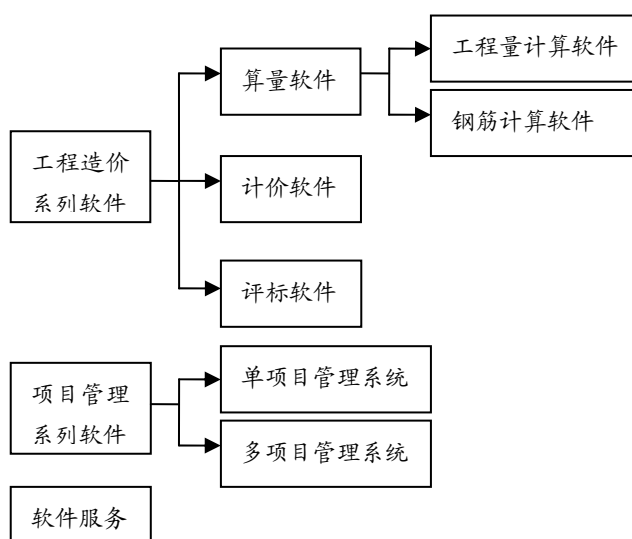 工程量计算软件
算量软件
钢筋计算软件
工程造价
系列软件
计价软件
评标软件
单项目管理系统
项目管理
系列软件
多项目管理系统
软件服务